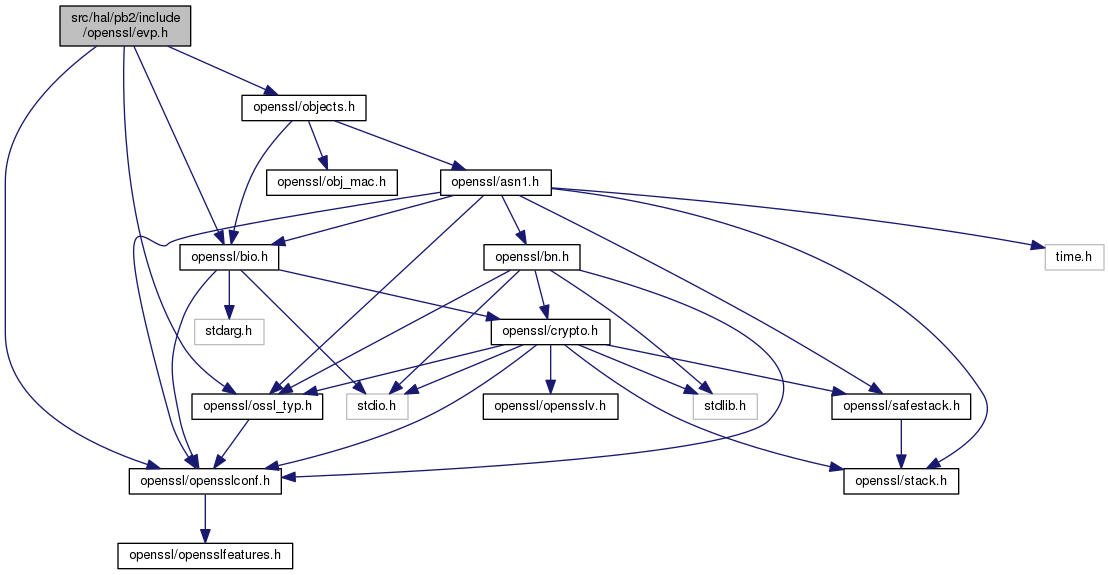 src/hal/pb2/include
/openssl/evp.h
openssl/objects.h
openssl/obj_mac.h
openssl/asn1.h
openssl/bio.h
openssl/bn.h
time.h
stdarg.h
openssl/crypto.h
openssl/ossl_typ.h
stdio.h
openssl/opensslv.h
stdlib.h
openssl/safestack.h
openssl/opensslconf.h
openssl/stack.h
openssl/opensslfeatures.h